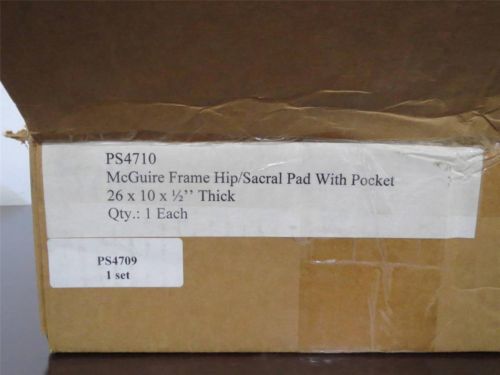 PS4710
McGuire Frame Hip/Sacral Pad With Pocket
26 x 10 x ½’’ Thick
Qty.: 1 Each
PS4709
1 set